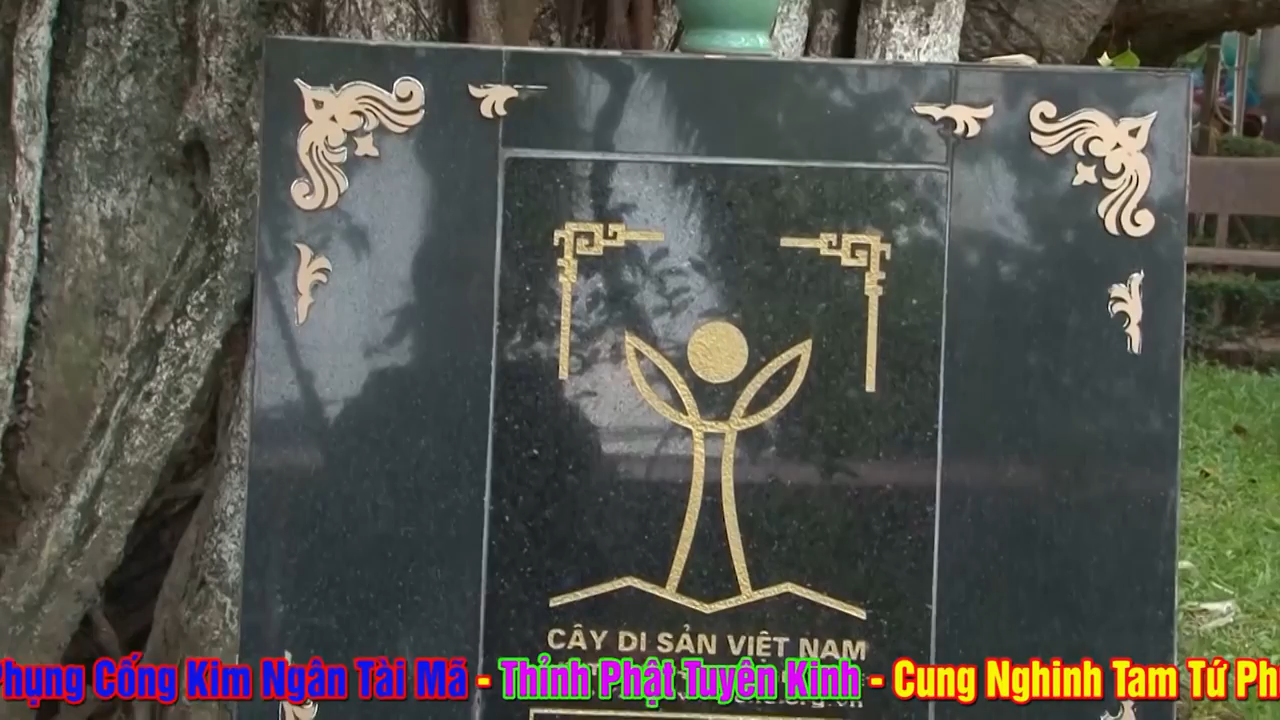 CÂY DI SẢN VIỆT NAM
Phụng Cống Kim Ngân Tài Mã - Thỉnh Phật Tuyên Kinh - Cung Nghinh Tam Tứ Ph